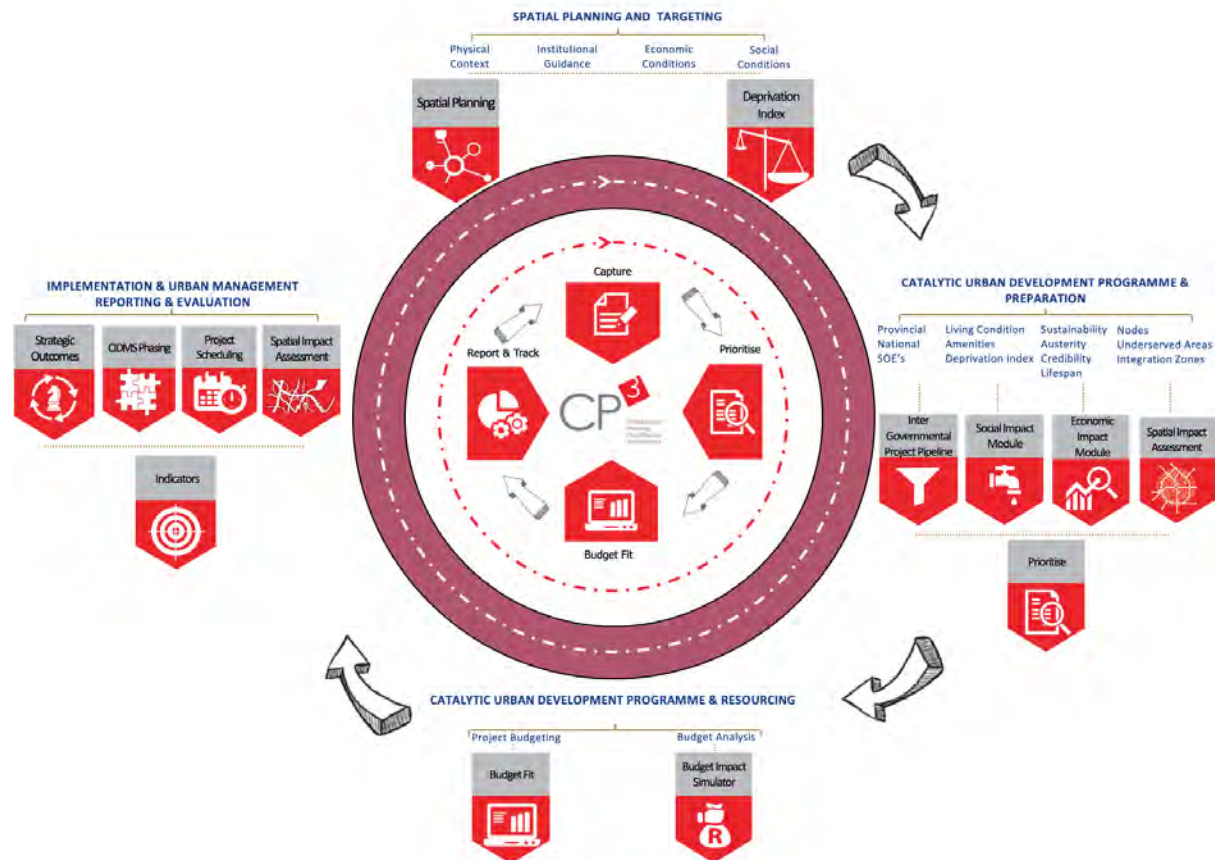 SPATIAL PLANNING AND TARGETING
Physical
Context
Institutional
Guidance
Economic
Conditions
Social
Conditions
Spatial Planning
Deprivation
Index
IMPLEMENTATION & URBAN MANAGEMENT
REPORTING & EVALUATION
Strategic
Outcomes
CIDMS Phasing
Project
Scheduling
Spatial Impact
Assessment
Indicators
Capture
Report & Track
Prioritise
CP3
Budget Fit
CATALYTIC URBAN DEVELOPMENT PROGRAMME &
PREPARATION
Provincial
National
SOE's
Living Condition
Amenities
Deprivation Index
Sustainability
Austerity
Credibility
Lifespan
Nodes
Underserved Areas
Integration Zones
Inter
Governmental
Project Pipeline
Social Impact
Module
Economic
Impact
Module
Spatial Impact
Assessment
Prioritise
CATALYTIC URBAN DEVELOPMENT PROGRAMME & RESOURCING
Project Budgeting
Budget Analysis
Budget Fit
Budget Impact
Simulator
R